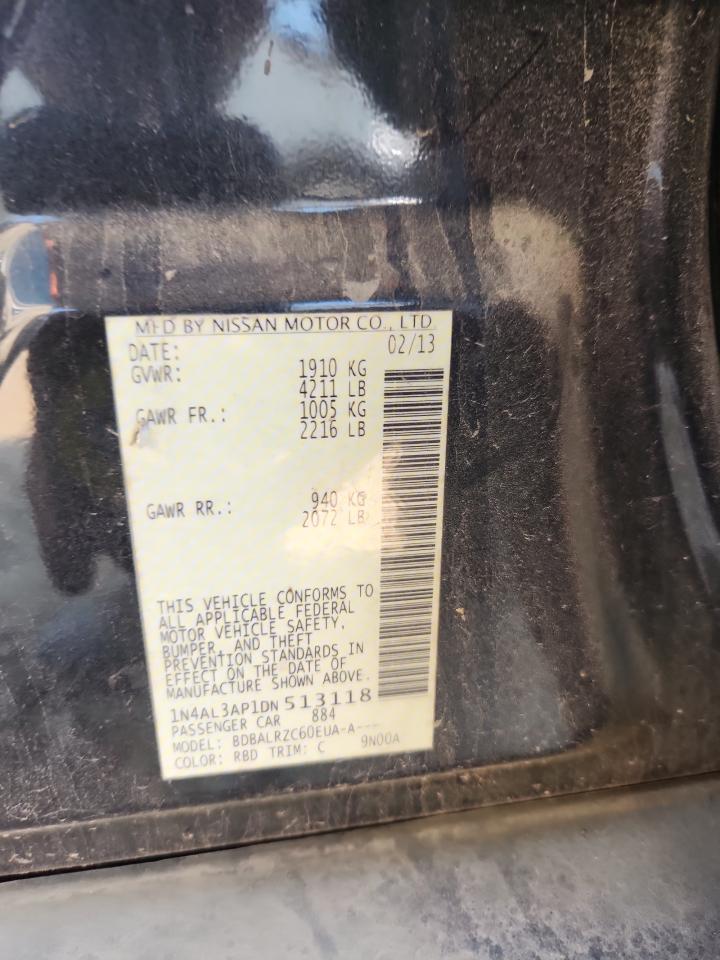 MFD BY NISSAN MOTOR CO., LTD.
DATE: 02/13
GVWR: 1910 KG
4211 LB
GAWR FR.: 1005 KG
2216 LB
GAWR RR.: 940 KG
2072 LB
THIS VEHICLE CONFORMS TO
ALL APPLICABLE FEDERAL
MOTOR VEHICLE SAFETY,
BUMPER, AND THEFT
PREVENTION STANDARDS IN
EFFECT ON THE DATE OF
MANUFACTURE SHOWN ABOVE.
1N4AL3AP1DN 513118
PASSENGER CAR 884
MODEL: BDBALRZC60EUA-A----
COLOR: RBD TRIM: C 9N00A